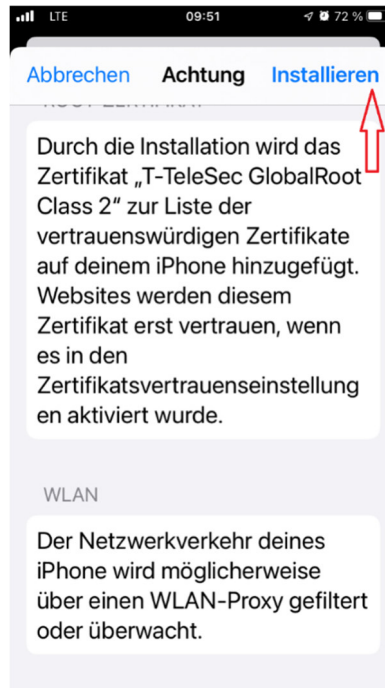 LTE 09:51 72 %
Abbrechen Achtung Installieren
ROOT-ZERTIFIKAT
Durch die Installation wird das
Zertifikat „T-TeleSec GlobalRoot
Class 2“ zur Liste der
vertrauenswürdigen Zertifikate
auf deinem iPhone hinzugefügt.
Websites werden diesem
Zertifikat erst vertrauen, wenn
es in den
Zertifikatsvertrauenseinstellung
en aktiviert wurde.
WLAN
Der Netzwerkverkehr deines
iPhone wird möglicherweise
über einen WLAN-Proxy gefiltert
oder überwacht.